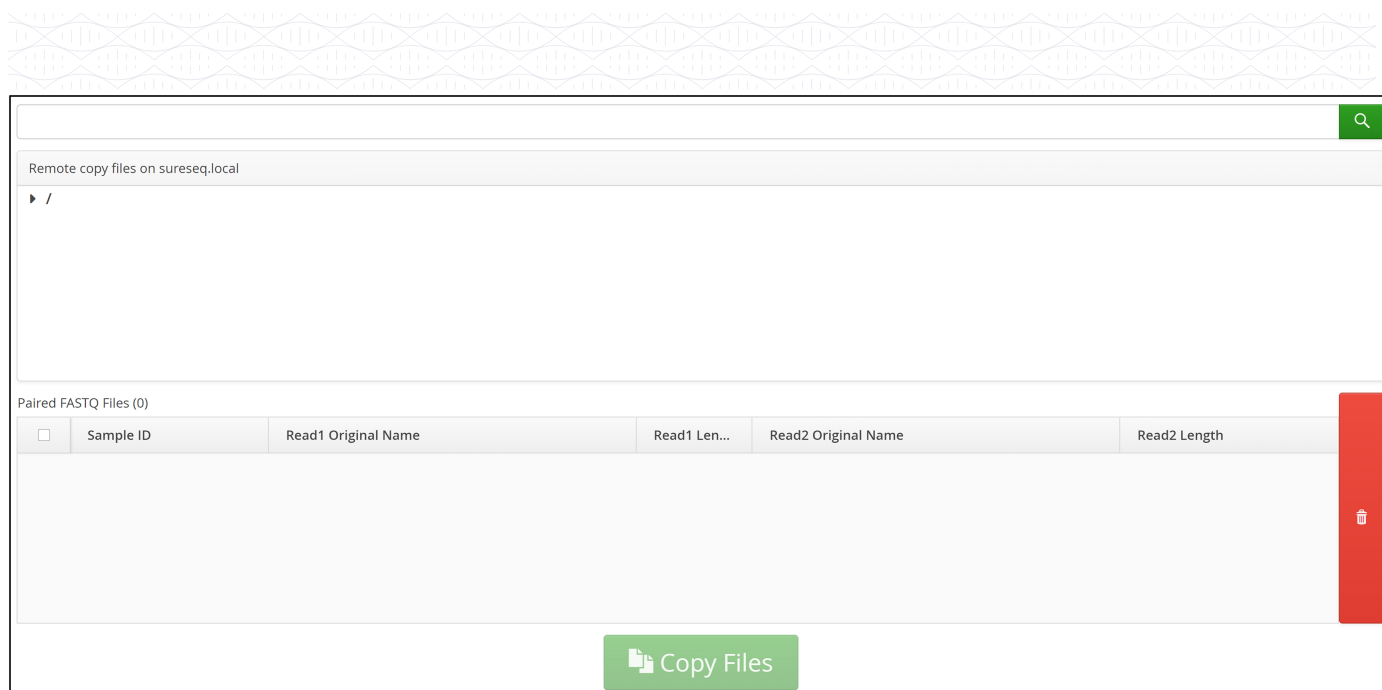 Remote copy files on sureseq.local
/
Paired FASTQ Files (0)
Sample ID Read1 Original Name Read1 Len... Read2 Original Name Read2 Length
Copy Files